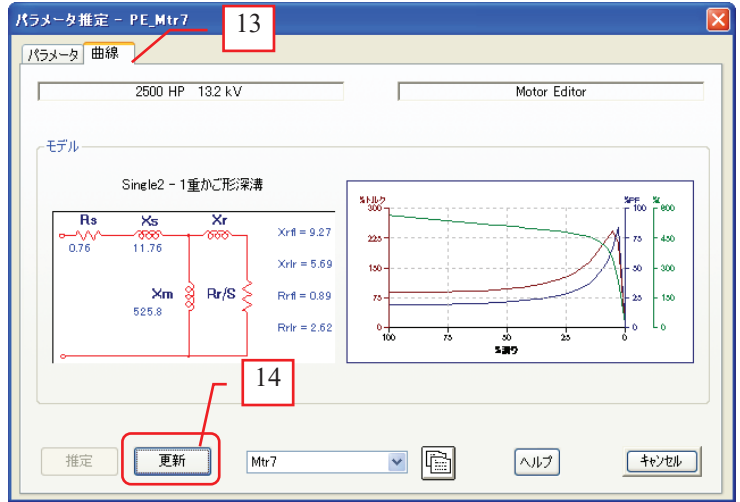 パラメータ推定 - PE_Mtr7
13
パラメータ 曲線
2500 HP 13.2 kV
Motor Editor
モデル
Single2 - 1重かご形深溝
Rs Xs Xr
0.76 11.76
Xm Rr/S
525.8
Xrfl = 9.27
Xrlr = 5.69
Rrfl = 0.89
Rrlr = 2.62
%トルク %PF %I
300 100 600
225 75 450
150 50 300
75 25 150
0 0 0
100 75 50 25 0
%滑り
14
推定 更新 Mtr7 ヘルプ キャンセル